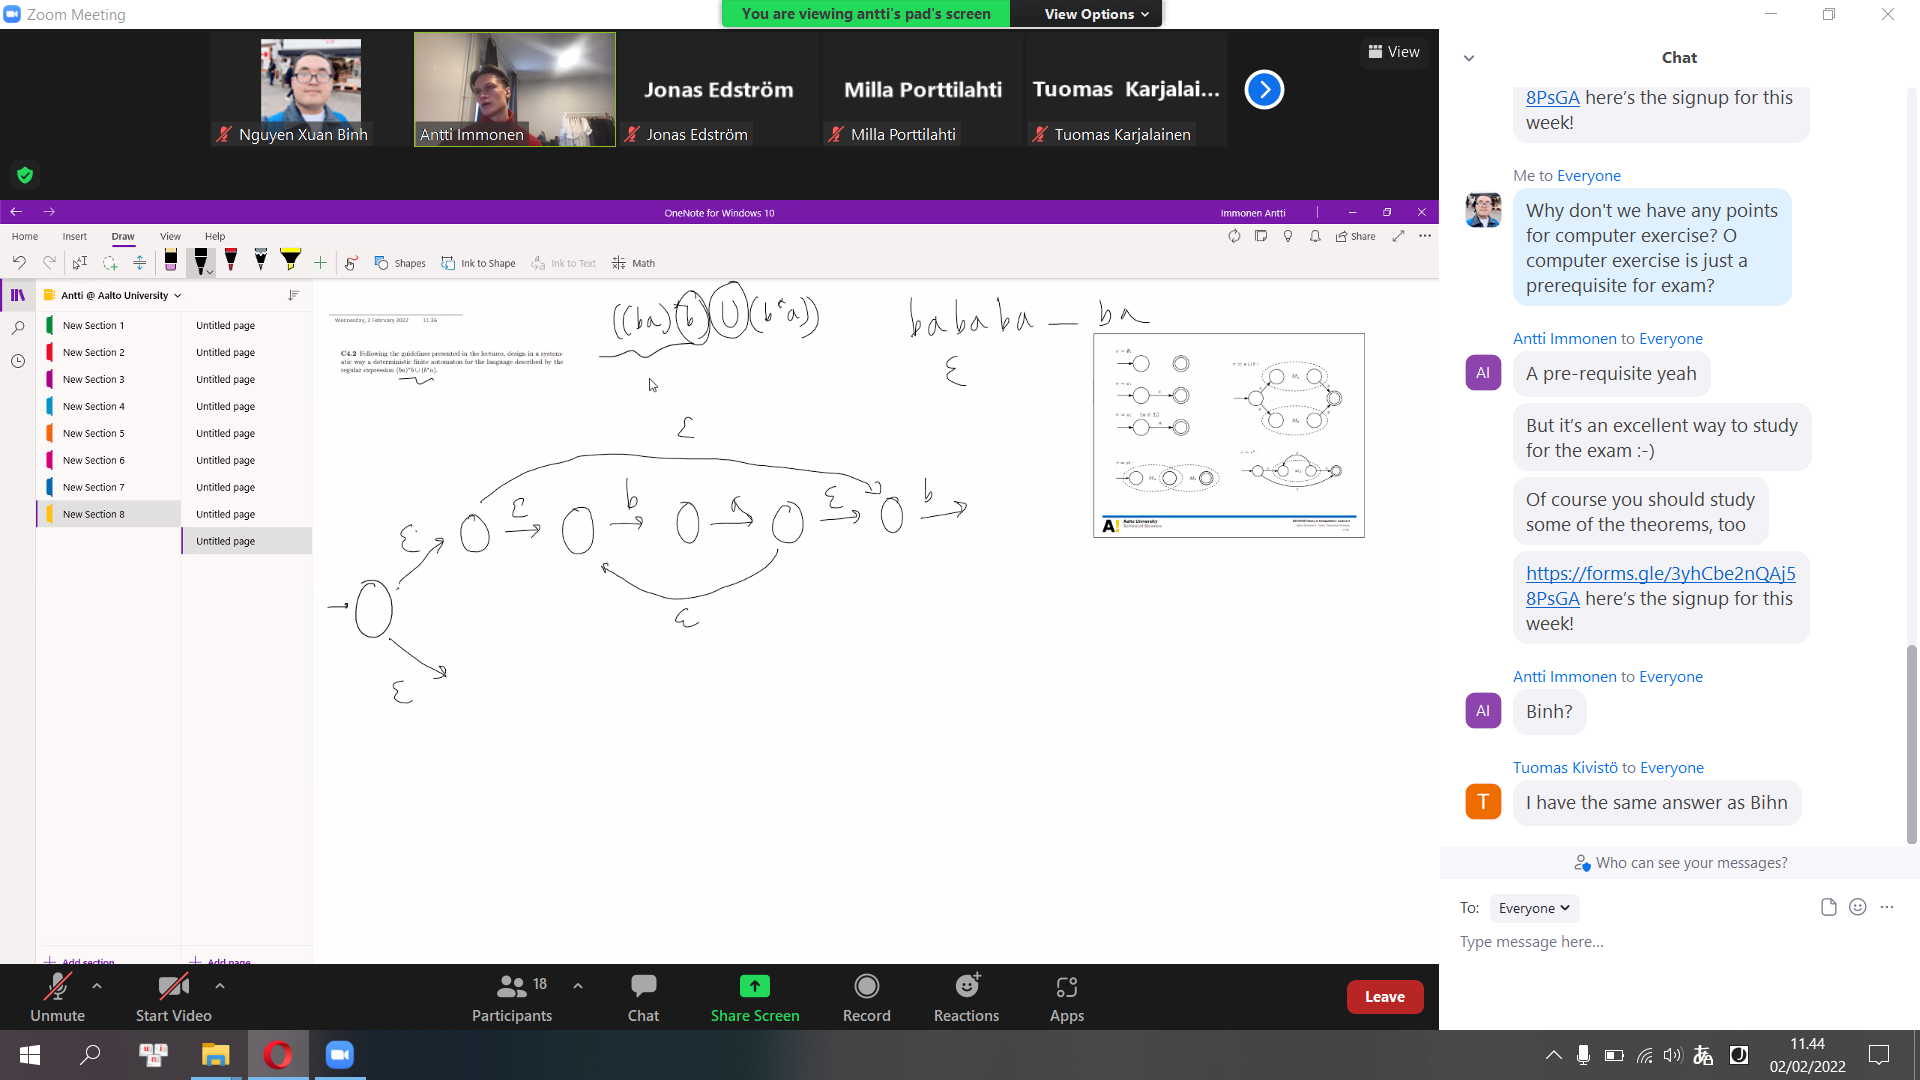 Zoom Meeting
You are viewing antti's pad's screen
View Options
View
Jonas Edström
Milla Porttilahti
Tuomas Karjalai...
Nguyen Xuan Binh
Antti Immonen
Jonas Edström
Milla Porttilahti
Tuomas Karjalainen
OneNote for Windows 10
Immonen Antti
Home
Insert
Draw
View
Help
Share
Shapes
Ink to Shape
Ink to Text
Math
Antti @ Aalto University
New Section 1
New Section 2
New Section 3
New Section 4
New Section 5
New Section 6
New Section 7
New Section 8
Untitled page
Untitled page
Untitled page
Untitled page
Untitled page
Untitled page
Untitled page
Untitled page
Untitled page
Add section
Add page
Wednesday, 2 February 2022 11.36
C4.2 Following the guidelines presented in the lectures, design in a system-
atic way a deterministic finite automaton for the language described by the
regular expression (ba)*b∪(b*a).
((ba)*b ∪ (b*a))
bababa — ba
ε
ε
ε
ε
b
a
ε
b
ε
ε
A! Aalto University
School of Science
Chat
8PsGA here's the signup for this
week!
Me to Everyone
Why don't we have any points
for computer exercise? O
computer exercise is just a
prerequisite for exam?
Antti Immonen to Everyone
AI
A pre-requisite yeah
But it's an excellent way to study
for the exam :-)
Of course you should study
some of the theorems, too
https://forms.gle/3yhCbe2nQAj5
8PsGA here's the signup for this
week!
Antti Immonen to Everyone
AI
Binh?
Tuomas Kivistö to Everyone
T
I have the same answer as Bihn
Who can see your messages?
To: Everyone
Type message here...
Unmute
Start Video
18
Participants
Chat
Share Screen
Record
Reactions
Apps
Leave
11.44
02/02/2022